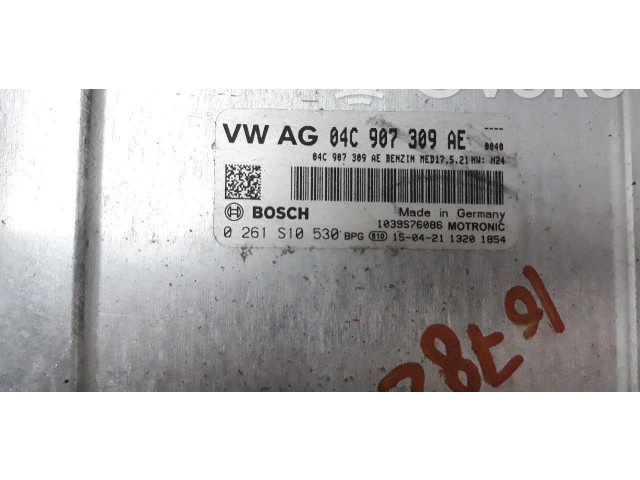 VW AG 04C 907 309 AE ----
0040
04C 907 309 AE BENZIN MED17.5.21 HW: H24
BOSCH
Made in Germany
1039S76086 MOTRONIC
0 261 S10 530 BPG 810 15-04-21 1320 1854